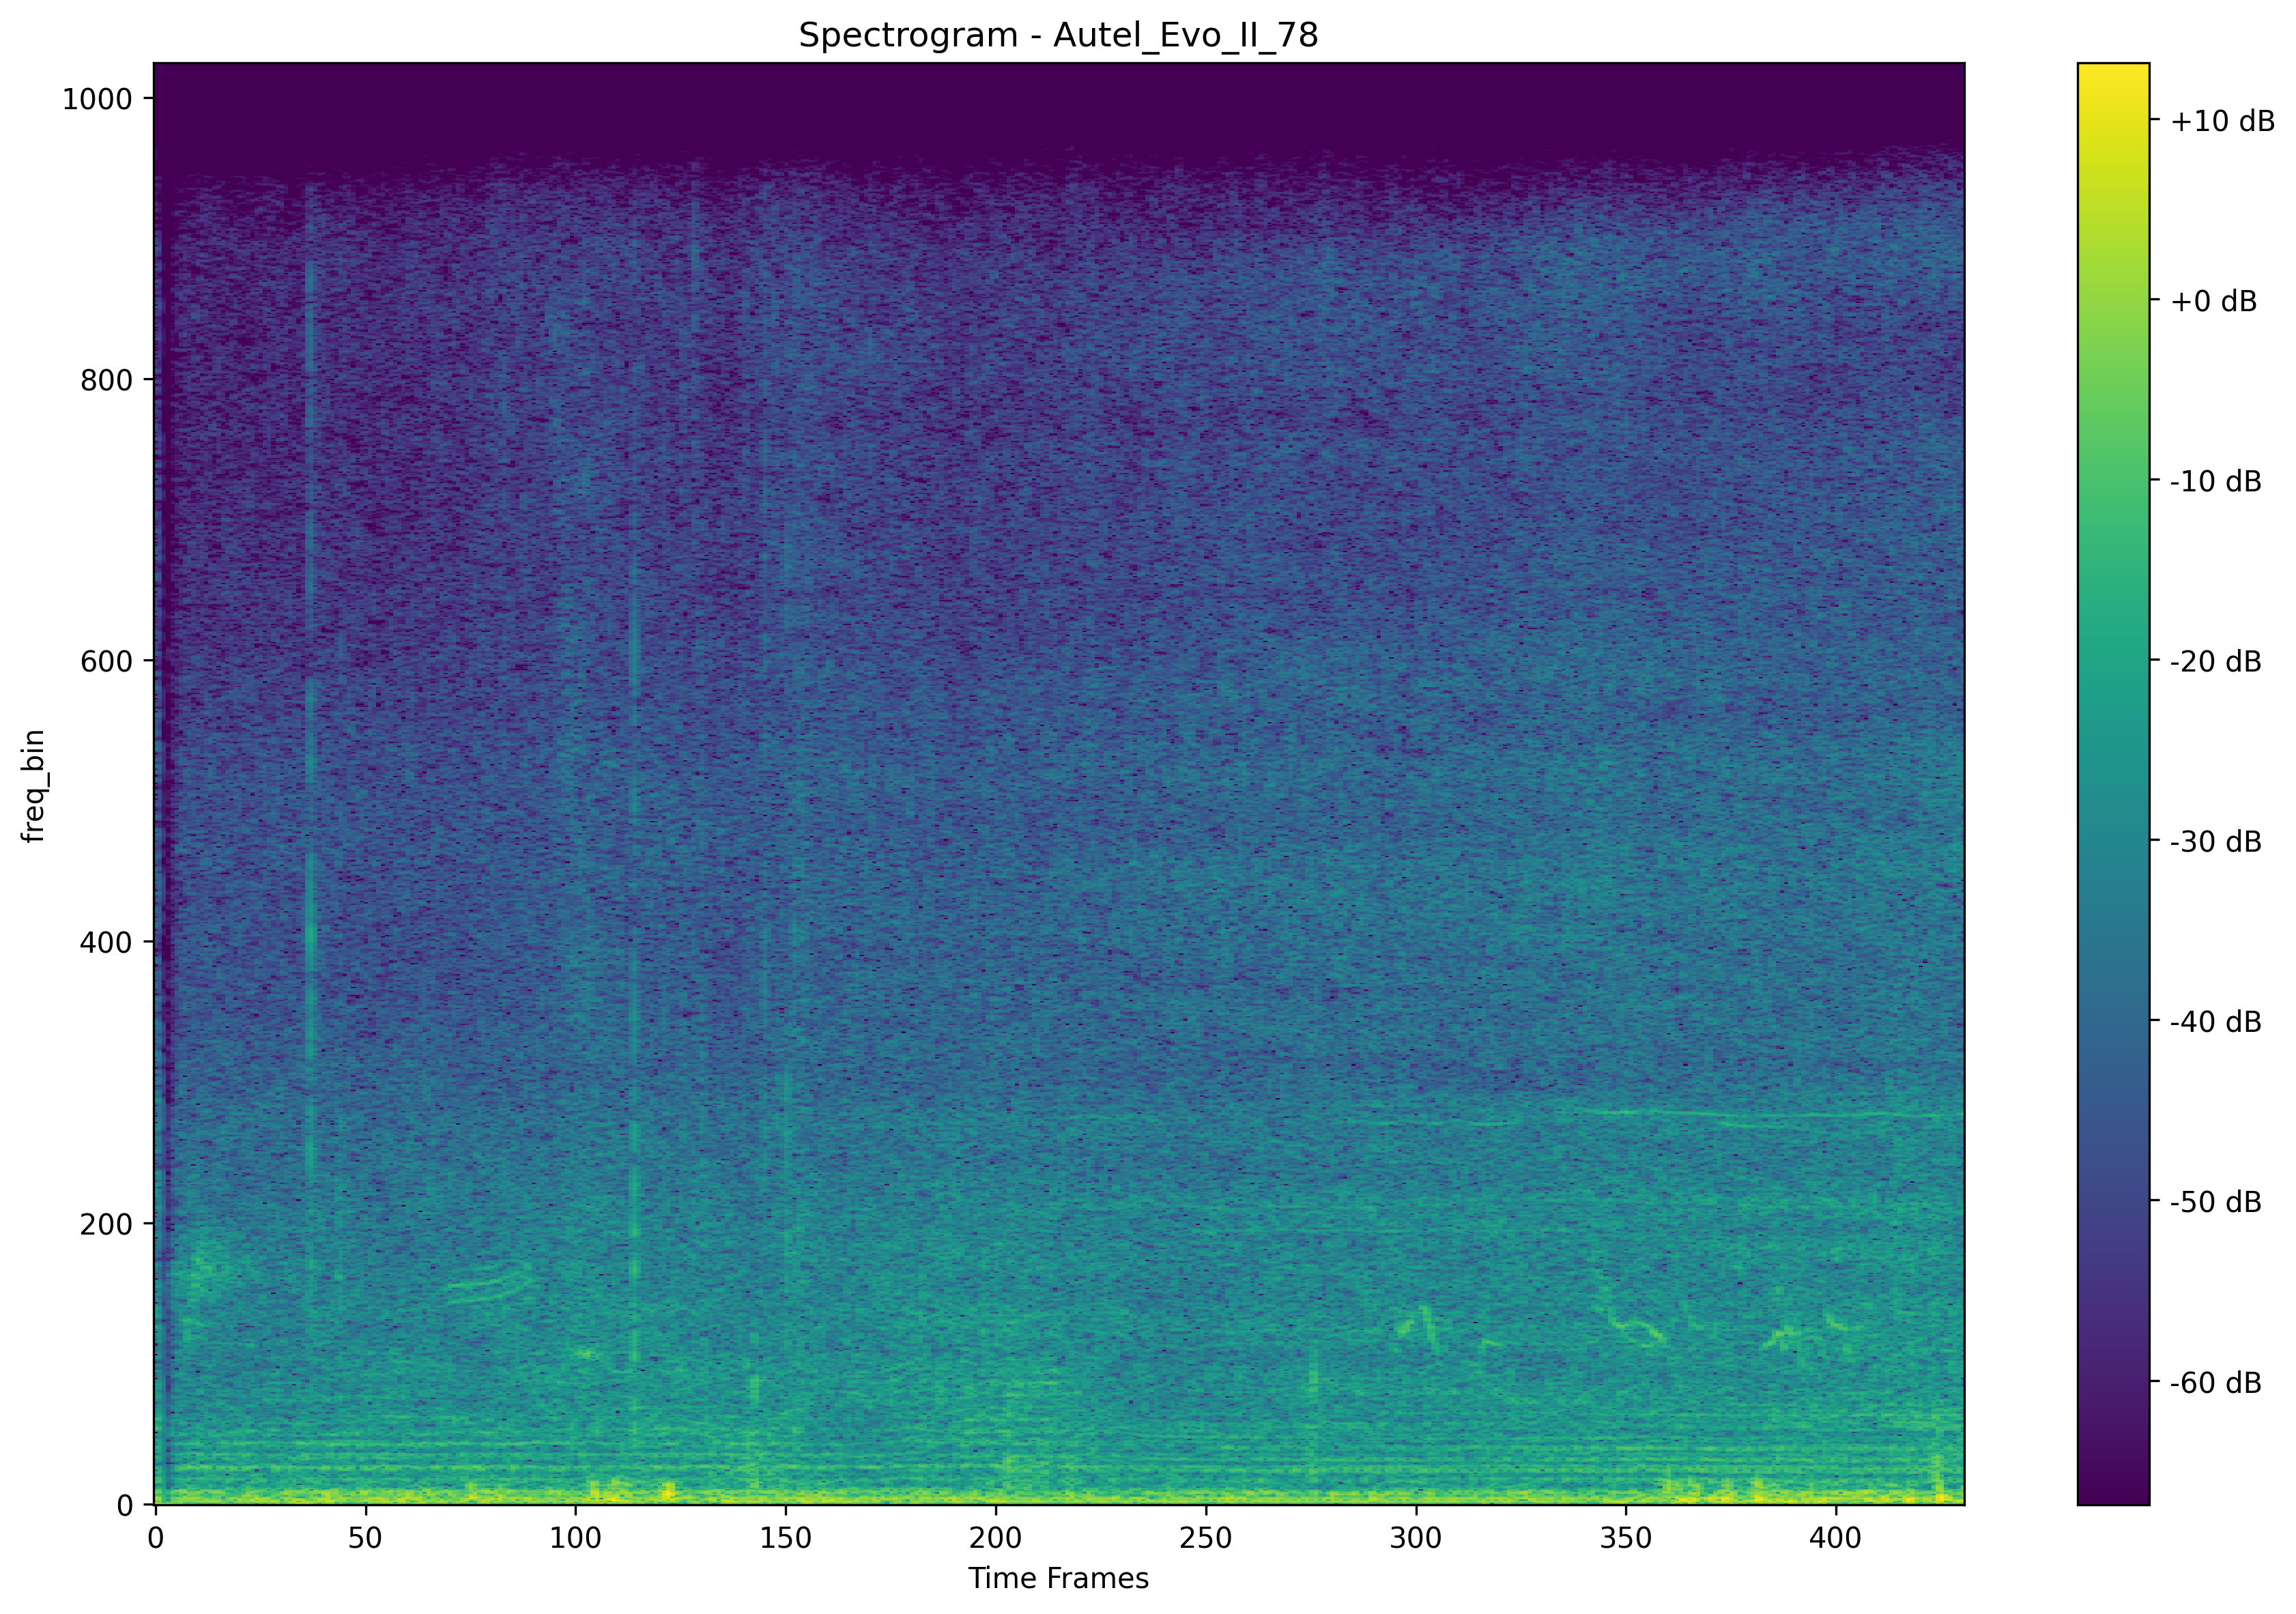 Spectrogram - Autel_Evo_II_78
1000
800
600
400
200
0
freq_bin
0 50 100 150 200 250 300 350 400
Time Frames
+10 dB
+0 dB
-10 dB
-20 dB
-30 dB
-40 dB
-50 dB
-60 dB